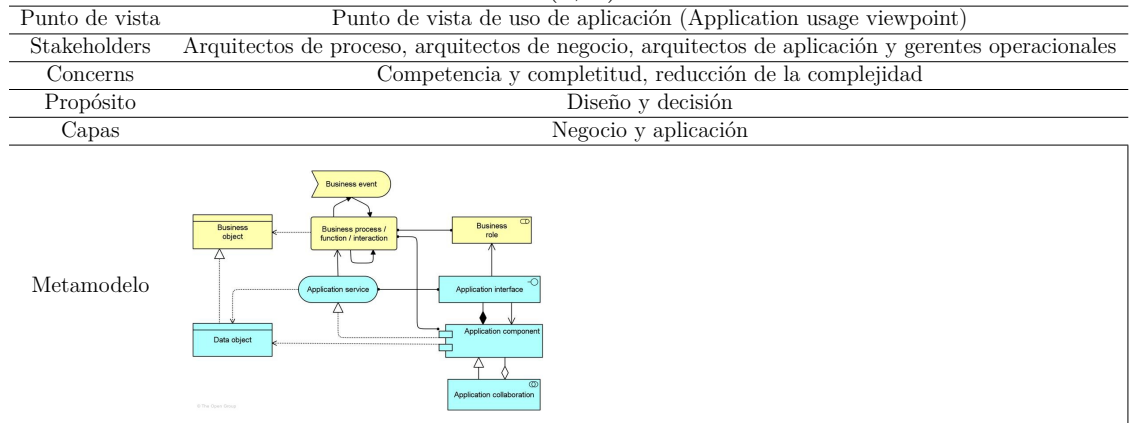 Punto de vista Punto de vista de uso de aplicación (Application usage viewpoint)
Stakeholders Arquitectos de proceso, arquitectos de negocio, arquitectos de aplicación y gerentes operacionales
Concerns Competencia y completitud, reducción de la complejidad
Propósito Diseño y decisión
Capas Negocio y aplicación
Metamodelo
Business event
Business object
Business process / function / interaction
Business role
Application service
Application interface
Data object
Application component
Application collaboration
© The Open Group